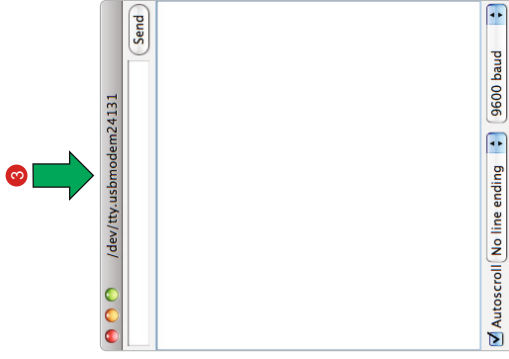 3
/dev/tty.usbmodem24131
Send
Autoscroll
No line ending
9600 baud